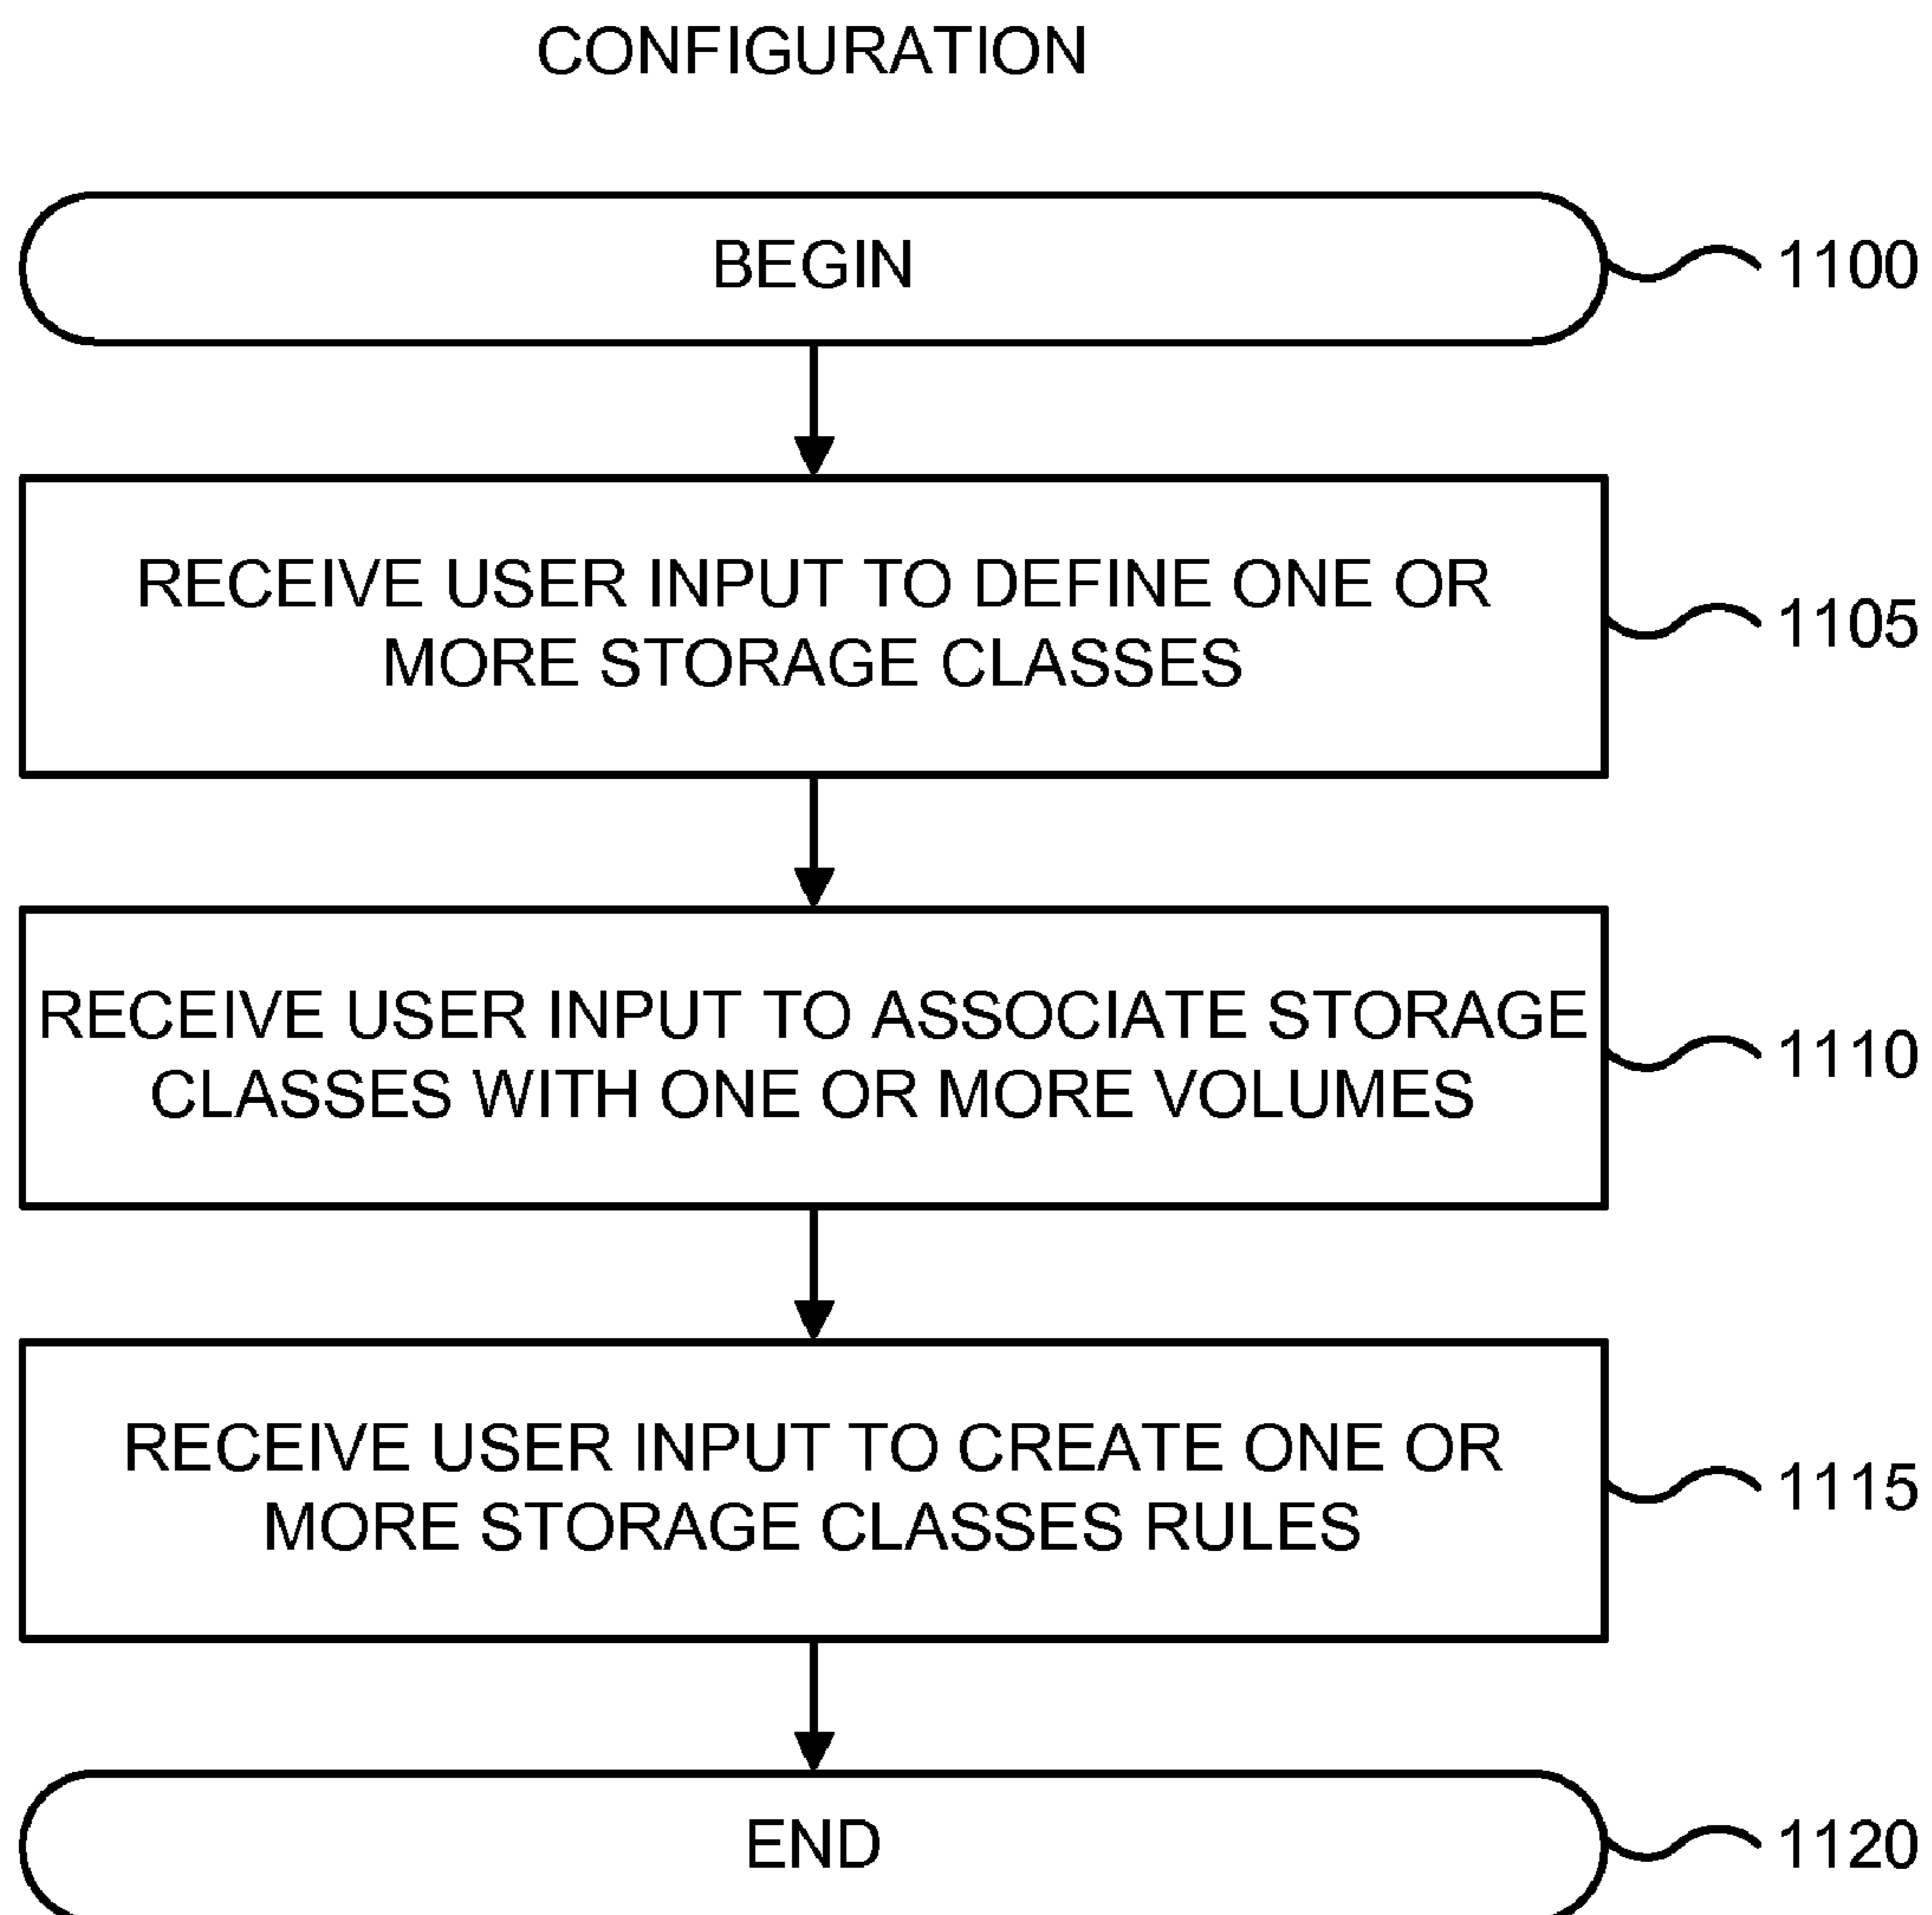 CONFIGURATION
BEGIN
1100
RECEIVE USER INPUT TO DEFINE ONE OR
MORE STORAGE CLASSES
1105
RECEIVE USER INPUT TO ASSOCIATE STORAGE
CLASSES WITH ONE OR MORE VOLUMES
1110
RECEIVE USER INPUT TO CREATE ONE OR
MORE STORAGE CLASSES RULES
1115
END
1120